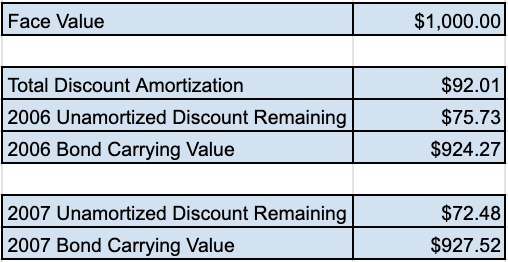 Face Value $1,000.00
Total Discount Amortization $92.01
2006 Unamortized Discount Remaining $75.73
2006 Bond Carrying Value $924.27
2007 Unamortized Discount Remaining $72.48
2007 Bond Carrying Value $927.52